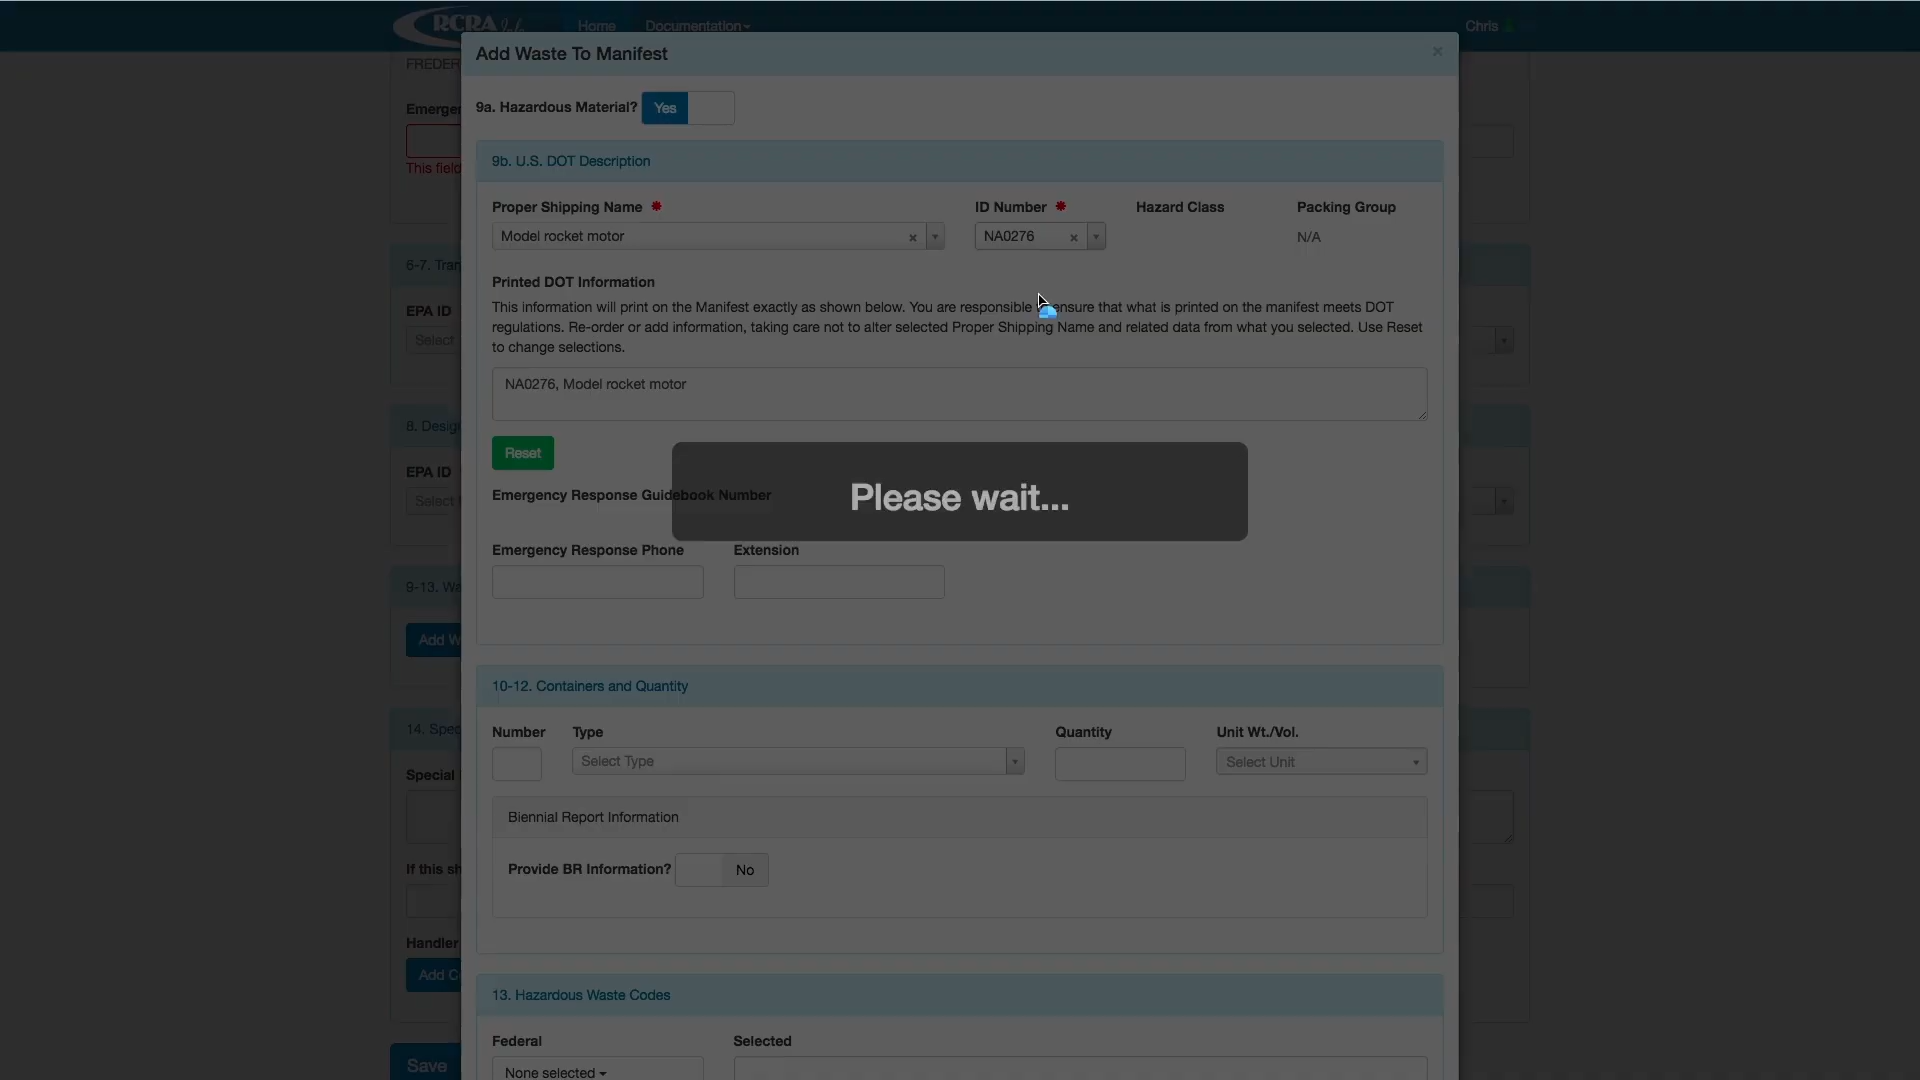 RCRAInfo
Home
Documentation
Chris
Add Waste To Manifest
×
FREDER
9a. Hazardous Material? Yes
Emerger
This field
9b. U.S. DOT Description
Proper Shipping Name
ID Number
Hazard Class
Packing Group
Model rocket motor ×
NA0276 ×
N/A
6-7. Tran
EPA ID
Select
Printed DOT Information
This information will print on the Manifest exactly as shown below. You are responsible ensure that what is printed on the manifest meets DOT
regulations. Re-order or add information, taking care not to alter selected Proper Shipping Name and related data from what you selected. Use Reset
to change selections.
NA0276, Model rocket motor
8. Desig
EPA ID
Select
Reset
Please wait...
Emergency Response Guidebook Number
Emergency Response Phone
Extension
9-13. Wa
Add W
10-12. Containers and Quantity
14. Spec
Number
Type
Quantity
Unit Wt./Vol.
Select Type
Select Unit
Special
Biennial Report Information
If this sh
Provide BR Information? No
Handler
Add C
13. Hazardous Waste Codes
Federal
Selected
None selected
Save